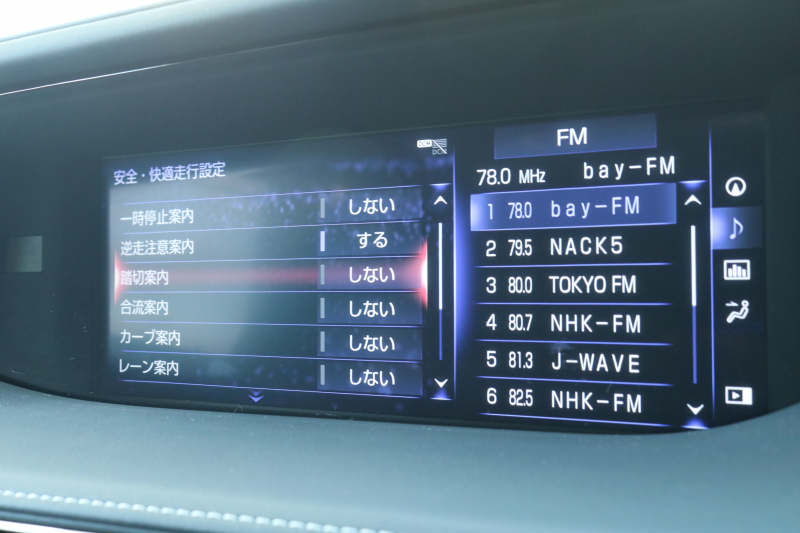 DCM
安全・快適走行設定
一時停止案内 しない
逆走注意案内 する
踏切案内 しない
合流案内 しない
カーブ案内 しない
レーン案内 しない
FM
78.0 MHz bay-FM
1 78.0 bay-FM
2 79.5 NACK5
3 80.0 TOKYO FM
4 80.7 NHK-FM
5 81.3 J-WAVE
6 82.5 NHK-FM